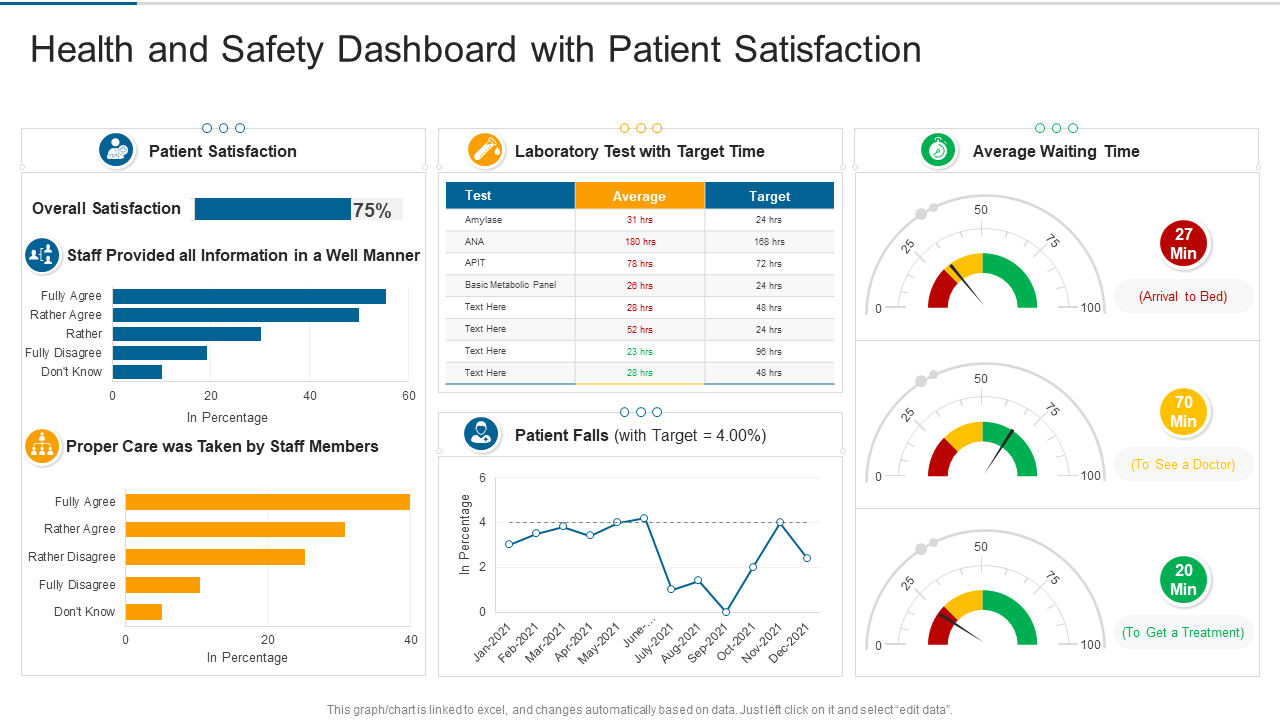 Health and Safety Dashboard with Patient Satisfaction
Patient Satisfaction
Overall Satisfaction 75%
Staff Provided all Information in a Well Manner
Fully Agree
Rather Agree
Rather
Fully Disagree
Don't Know
0 20 40 60
In Percentage
Proper Care was Taken by Staff Members
Fully Agree
Rather Agree
Rather Disagree
Fully Disagree
Don't Know
0 20 40
In Percentage
Laboratory Test with Target Time
Test Average Target
Amylase 31 hrs 24 hrs
ANA 180 hrs 168 hrs
APIT 78 hrs 72 hrs
Basic Metabolic Panel 26 hrs 24 hrs
Text Here 28 hrs 48 hrs
Text Here 52 hrs 24 hrs
Text Here 23 hrs 96 hrs
Text Here 28 hrs 48 hrs
Patient Falls (with Target = 4.00%)
In Percentage
6
4
2
0
Jan-2021 Feb-2021 Mar-2021 Apr-2021 May-2021 June-... July-2021 Aug-2021 Sep-2021 Oct-2021 Nov-2021 Dec-2021
Average Waiting Time
0 25 50 75 100
27
Min
(Arrival to Bed)
0 25 50 75 100
70
Min
(To See a Doctor)
0 25 50 75 100
20
Min
(To Get a Treatment)
This graph/chart is linked to excel, and changes automatically based on data. Just left click on it and select “edit data”.